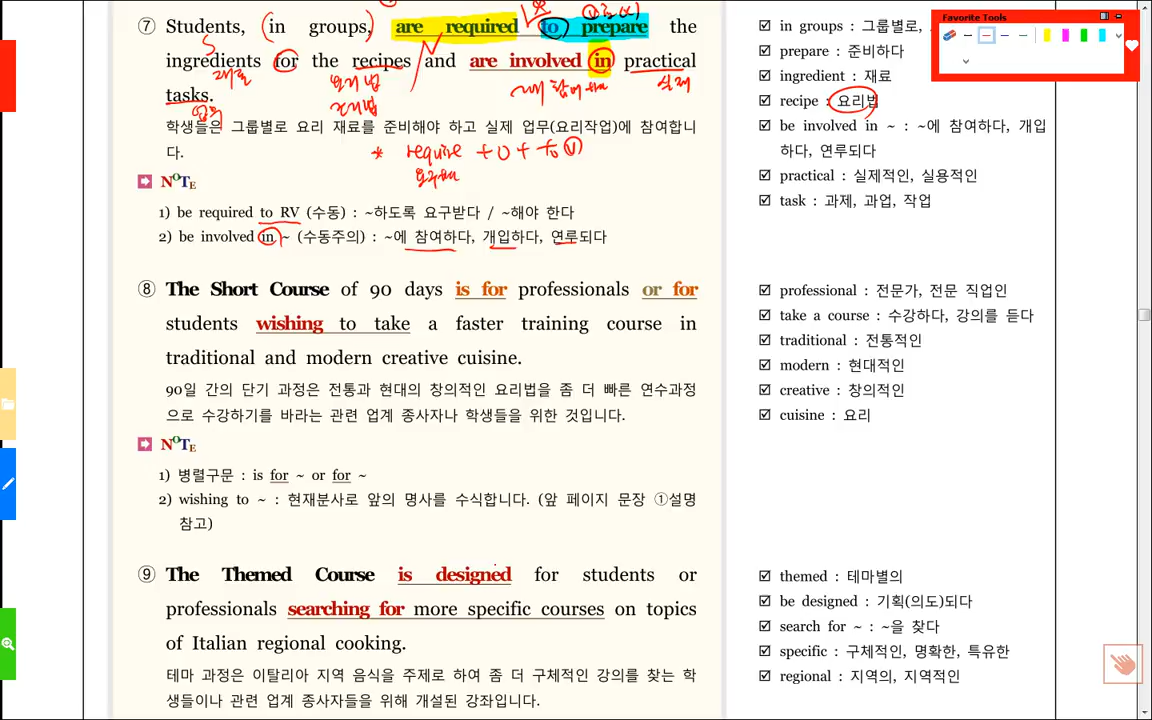 ⑦ Students, (in groups,) are required to prepare the
ingredients for the recipes and are involved in practical
재료 요리법 실제
조리법
tasks.
학생들은 그룹별로 요리 재료를 준비해야 하고 실제 업무(요리작업)에 참여합니
다.
* require + O + to V
NOTE
1) be required to RV (수동) : ~하도록 요구받다 / ~해야 한다
2) be involved in ~ (수동주의) : ~에 참여하다, 개입하다, 연루되다
⑧ The Short Course of 90 days is for professionals or for
students wishing to take a faster training course in
traditional and modern creative cuisine.
90일 간의 단기 과정은 전통과 현대의 창의적인 요리법을 좀 더 빠른 연수과정
으로 수강하기를 바라는 관련 업계 종사자나 학생들을 위한 것입니다.
NOTE
1) 병렬구문 : is for ~ or for ~
2) wishing to ~ : 현재분사로 앞의 명사를 수식합니다. (앞 페이지 문장 ①설명
참고)
⑨ The Themed Course is designed for students or
professionals searching for more specific courses on topics
of Italian regional cooking.
테마 과정은 이탈리아 지역 음식을 주제로 하여 좀 더 구체적인 강의를 찾는 학
생들이나 관련 업계 종사자들을 위해 개설된 강좌입니다.
☑ in groups : 그룹별로,
☑ prepare : 준비하다
☑ ingredient : 재료
☑ recipe : 요리법
☑ be involved in ~ : ~에 참여하다, 개입
하다, 연루되다
☑ practical : 실제적인, 실용적인
☑ task : 과제, 과업, 작업
☑ professional : 전문가, 전문 직업인
☑ take a course : 수강하다, 강의를 듣다
☑ traditional : 전통적인
☑ modern : 현대적인
☑ creative : 창의적인
☑ cuisine : 요리
☑ themed : 테마별의
☑ be designed : 기획(의도)되다
☑ search for ~ : ~을 찾다
☑ specific : 구체적인, 명확한, 특유한
☑ regional : 지역의, 지역적인
Favorite Tools